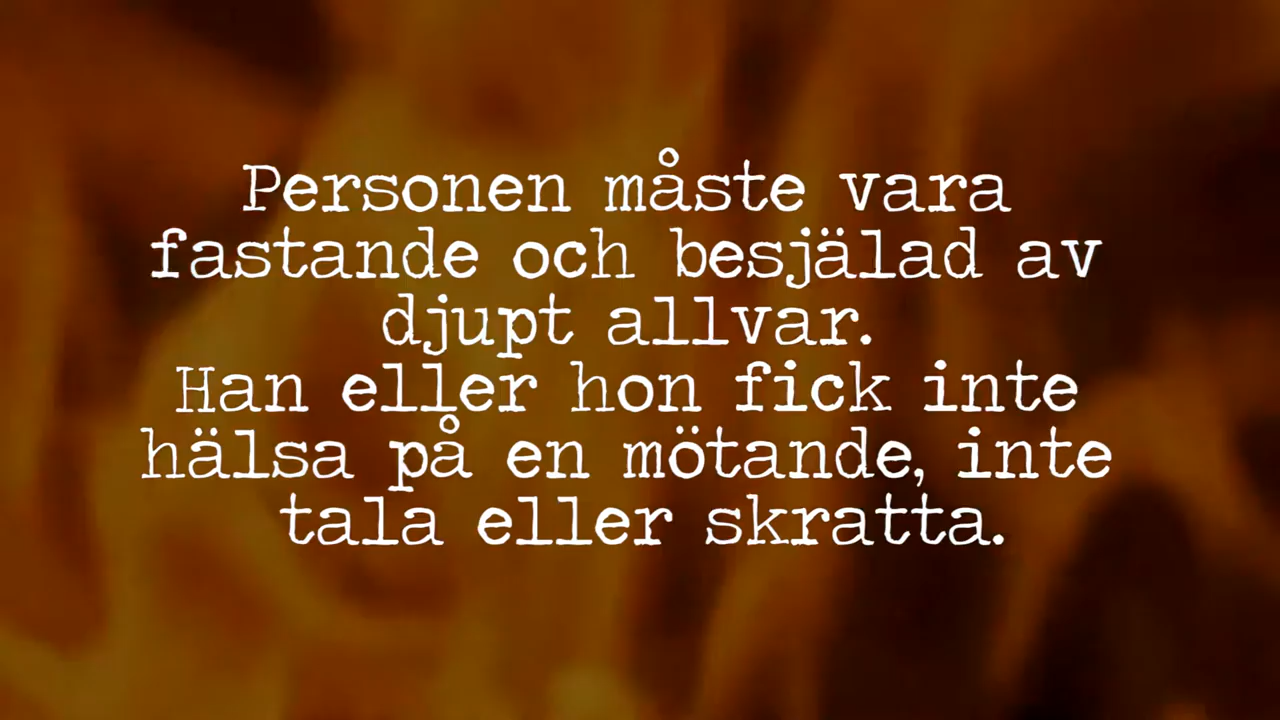 Personen måste vara
fastande och besjälad av
djupt allvar.
Han eller hon fick inte
hälsa på en mötande, inte
tala eller skratta.